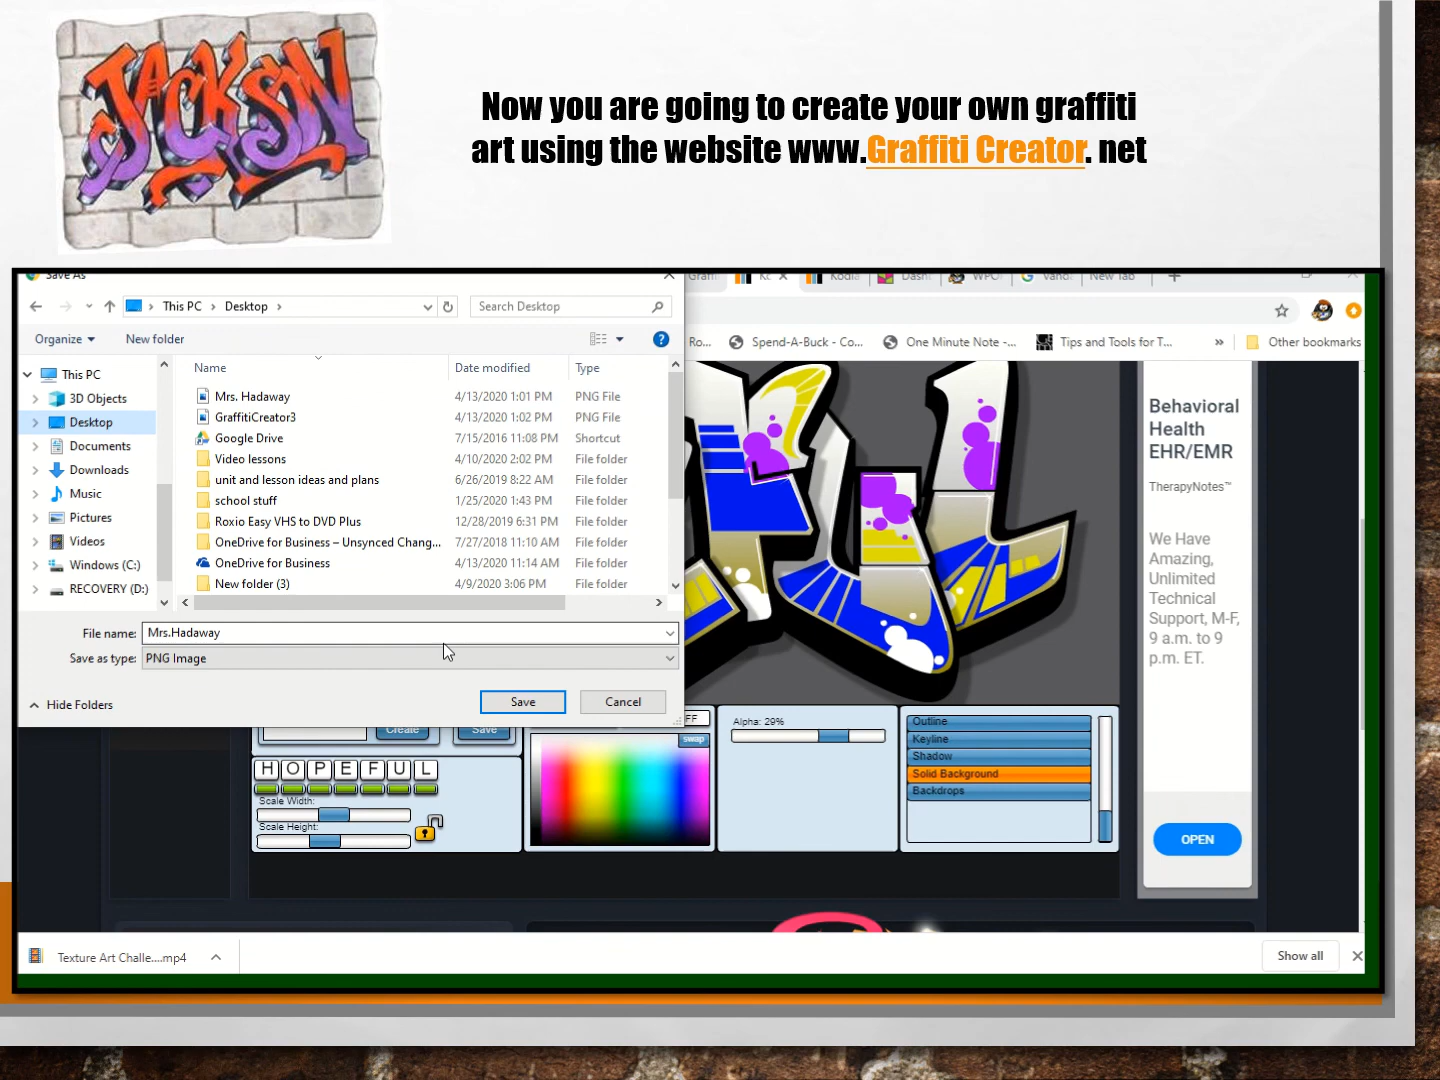 JACKSON
Now you are going to create your own graffiti
art using the website www.Graffiti Creator. net
Save As
This PC
Desktop
Search Desktop
Organize
New folder
Name
Date modified
Type
This PC
3D Objects
Desktop
Documents
Downloads
Music
Pictures
Videos
Windows (C:)
RECOVERY (D:)
Mrs. Hadaway 4/13/2020 1:01 PM PNG File
GraffitiCreator3 4/13/2020 1:02 PM PNG File
Google Drive 7/15/2016 11:08 PM Shortcut
Video lessons 4/10/2020 2:02 PM File folder
unit and lesson ideas and plans 6/26/2019 8:22 AM File folder
school stuff 1/25/2020 1:43 PM File folder
Roxio Easy VHS to DVD Plus 12/28/2019 6:31 PM File folder
OneDrive for Business – Unsynced Chang... 7/27/2018 11:10 AM File folder
OneDrive for Business 4/13/2020 11:14 AM File folder
New folder (3) 4/9/2020 3:06 PM File folder
File name: Mrs.Hadaway
Save as type: PNG Image
Hide Folders
Save
Cancel
New Tab
Ro...
Spend-A-Buck - Co...
One Minute Note -...
Tips and Tools for T...
»
Other bookmarks
FUL
Behavioral
Health
EHR/EMR
TherapyNotes™
We Have
Amazing,
Unlimited
Technical
Support, M-F,
9 a.m. to 9
p.m. ET.
OPEN
Create
Save
FF
swap
HOPEFUL
Scale Width:
Scale Height:
Alpha: 29%
Outline
Keyline
Shadow
Solid Background
Backdrops
Texture Art Challe....mp4
Show all